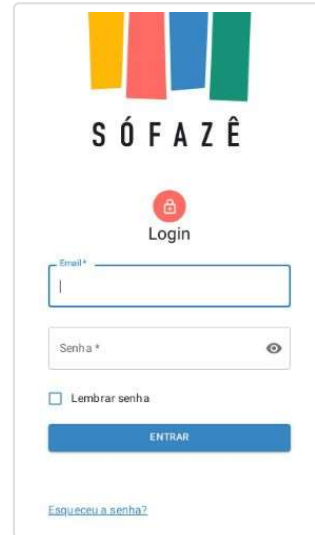 SÓFAZÊ
Login
Email*
Senha *
Lembrar senha
ENTRAR
Esqueceu a senha?